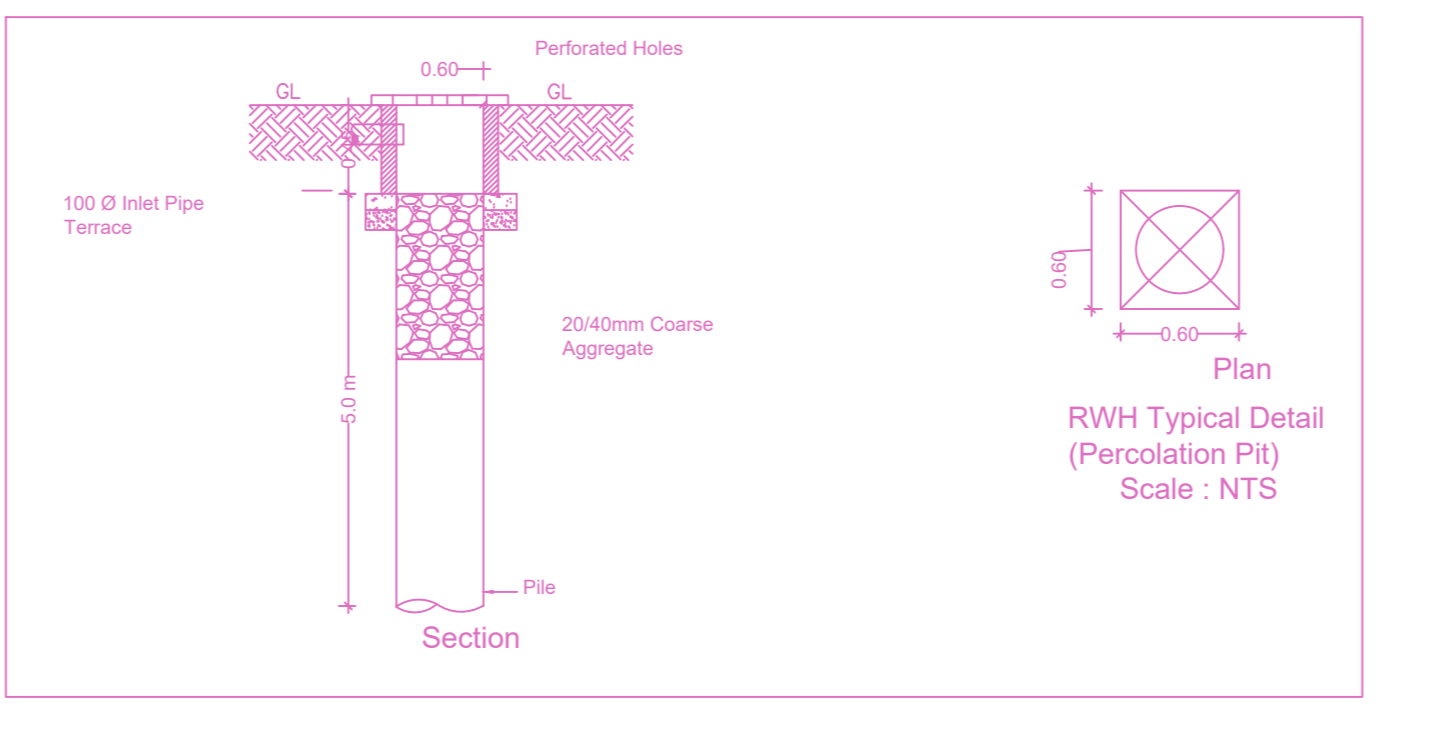 Perforated Holes
0.60
GL
GL
100 Ø Inlet Pipe
Terrace
20/40mm Coarse
Aggregate
5.0 m
Pile
Section
0.60
0.60
Plan
RWH Typical Detail
(Percolation Pit)
Scale : NTS